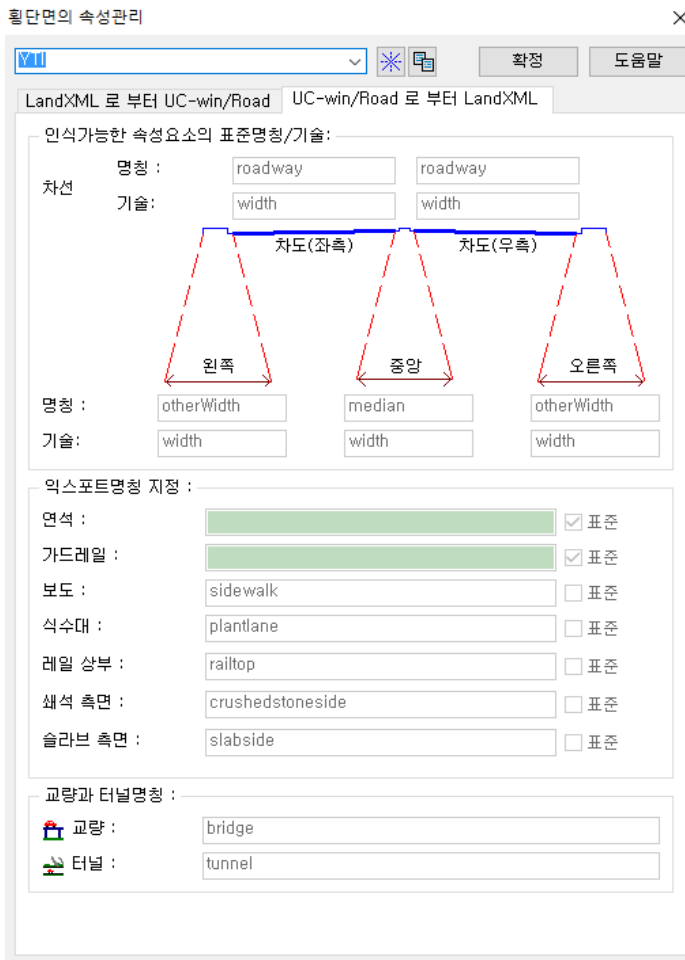 횡단면의 속성관리
YTI 확정 도움말
LandXML 로 부터 UC-win/Road UC-win/Road 로 부터 LandXML
인식가능한 속성요소의 표준명칭/기술:
명칭 : roadway roadway
차선
기술: width width
차도(좌측) 차도(우측)
왼쪽 중앙 오른쪽
명칭 : otherWidth median otherWidth
기술: width width width
익스포트명칭 지정 :
연석 : 표준
가드레일 : 표준
보도 : sidewalk 표준
식수대 : plantlane 표준
레일 상부 : railtop 표준
쇄석 측면 : crushedstoneside 표준
슬라브 측면 : slabside 표준
교량과 터널명칭 :
교량 : bridge
터널 : tunnel